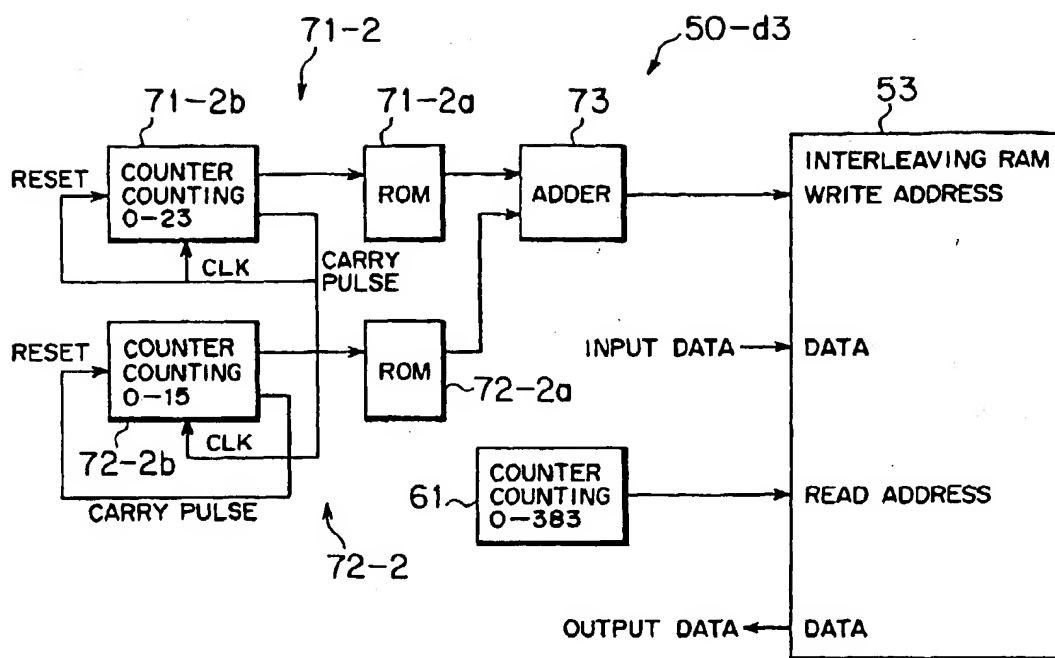 71-2
50-d3
71-2b
71-2a
73
53
RESET
COUNTER
COUNTING
0-23
ROM
ADDER
INTERLEAVING RAM
WRITE ADDRESS
CLK
CARRY
PULSE
RESET
COUNTER
COUNTING
0-15
ROM
INPUT DATA
DATA
72-2a
72-2b
CLK
CARRY PULSE
61
COUNTER
COUNTING
0-383
READ ADDRESS
72-2
OUTPUT DATA
DATA